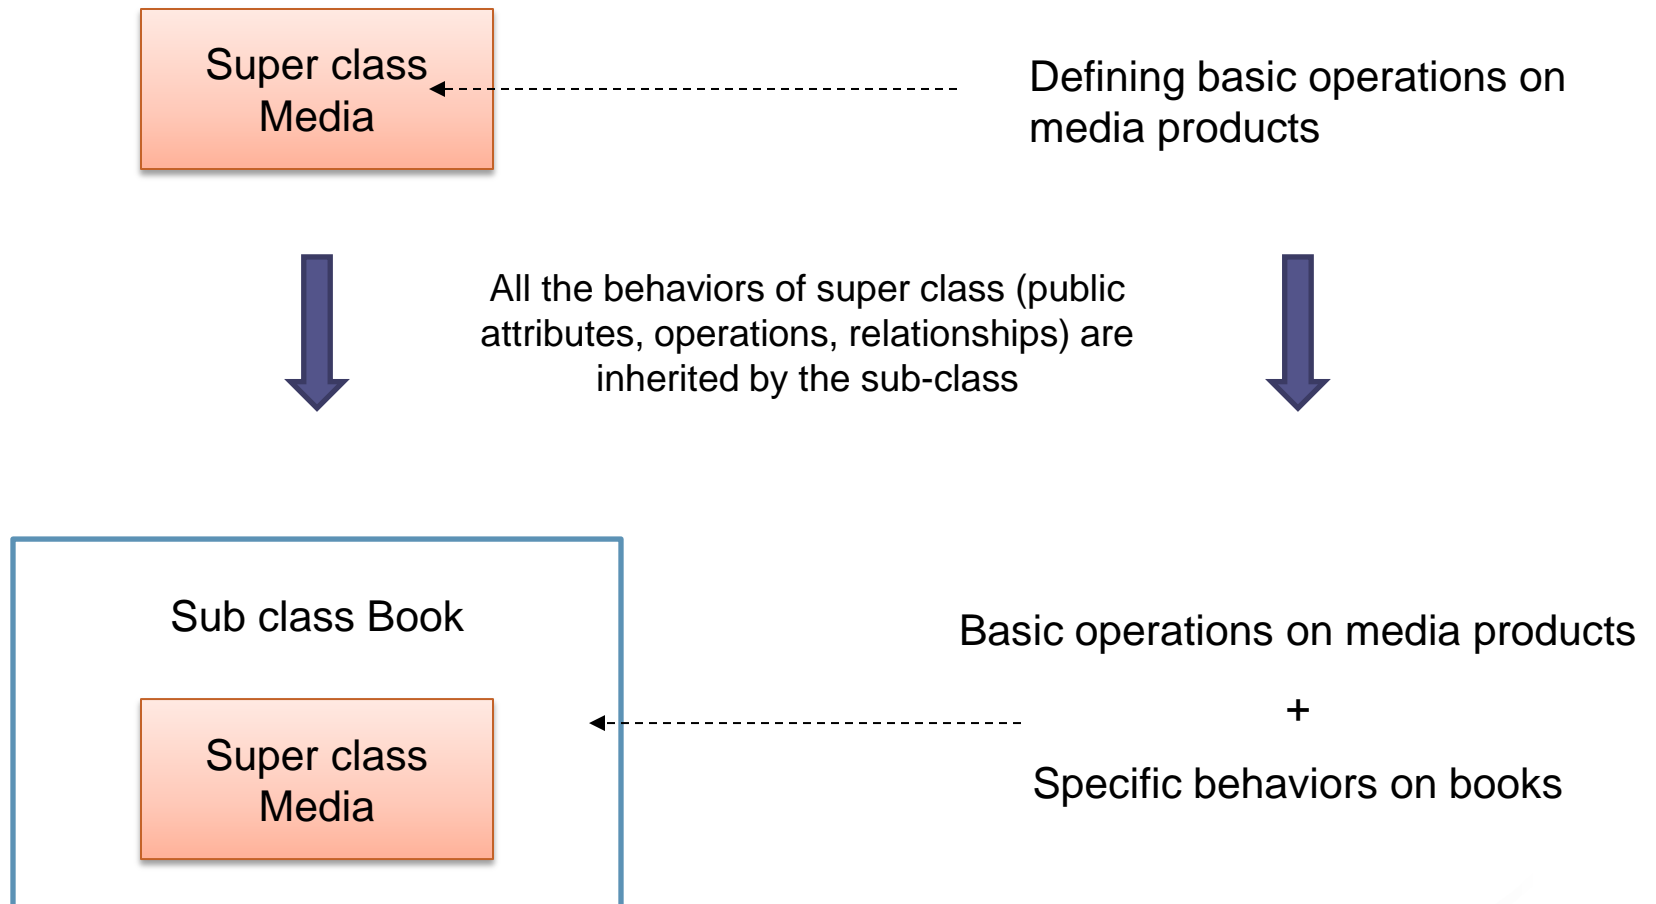 Super class
Media
Defining basic operations on
media products
All the behaviors of super class (public
attributes, operations, relationships) are
inherited by the sub-class
Sub class Book
Super class
Media
Basic operations on media products
+
Specific behaviors on books